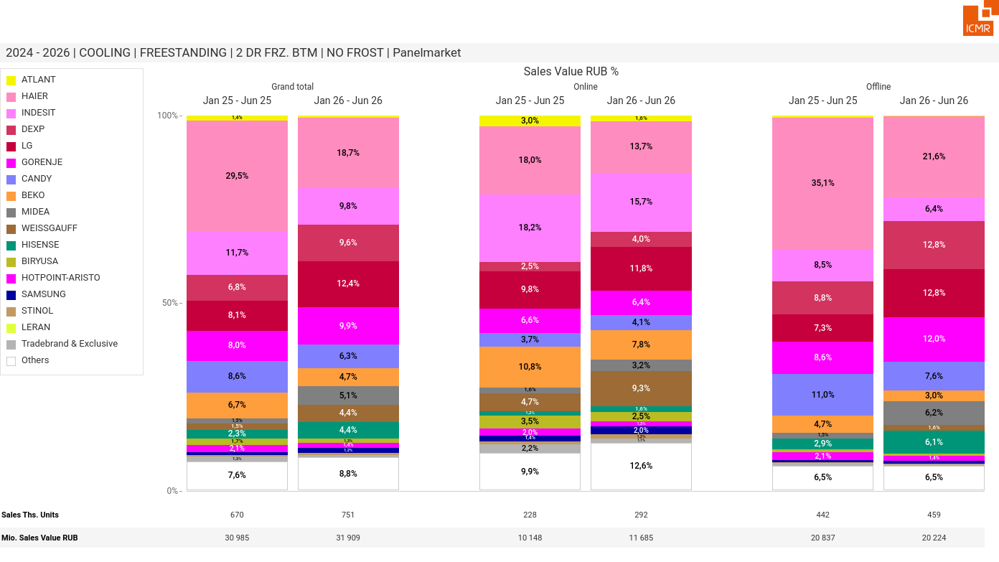 ICMR
2024 - 2026 | COOLING | FREESTANDING | 2 DR FRZ. BTM | NO FROST | Panelmarket
ATLANT
HAIER
INDESIT
DEXP
LG
GORENJE
CANDY
BEKO
MIDEA
WEISSGAUFF
HISENSE
BIRYUSA
HOTPOINT-ARISTO
SAMSUNG
STINOL
LERAN
Tradebrand & Exclusive
Others
Sales Value RUB %
Grand total
Online
Offline
Jan 25 - Jun 25
Jan 26 - Jun 26
Jan 25 - Jun 25
Jan 26 - Jun 26
Jan 25 - Jun 25
Jan 26 - Jun 26
100%
50%
0%
1,4%
29,5%
11,7%
6,8%
8,1%
8,0%
8,6%
6,7%
1,5%
1,5%
2,3%
1,7%
2,1%
1,3%
7,6%
18,7%
9,8%
9,6%
12,4%
9,9%
6,3%
4,7%
5,1%
4,4%
4,4%
1,3%
1,4%
1,2%
8,8%
3,0%
18,0%
18,2%
2,5%
9,8%
6,6%
3,7%
10,8%
1,6%
4,7%
1,2%
3,5%
2,0%
1,4%
2,2%
9,9%
1,6%
13,7%
15,7%
4,0%
11,8%
6,4%
4,1%
7,8%
3,2%
9,3%
1,6%
2,5%
1,3%
2,0%
1,2%
1,1%
12,6%
35,1%
8,5%
8,8%
7,3%
8,6%
11,0%
4,7%
1,5%
2,9%
2,1%
6,5%
21,6%
6,4%
12,8%
12,8%
12,0%
7,6%
3,0%
6,2%
1,6%
6,1%
1,4%
6,5%
Sales Ths. Units 670 751 228 292 442 459
Mio. Sales Value RUB 30 985 31 909 10 148 11 685 20 837 20 224